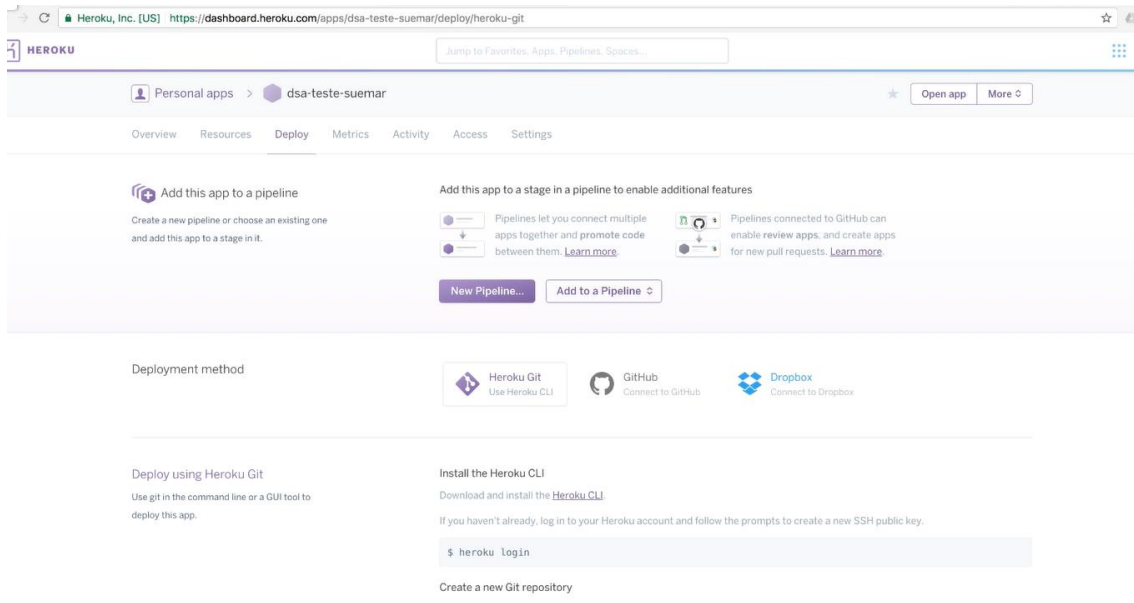 Heroku, Inc. [US] https://dashboard.heroku.com/apps/dsa-teste-suemar/deploy/heroku-git
HEROKU
Jump to Favorites, Apps, Pipelines, Spaces...
Personal apps > dsa-teste-suemar
Open app
More
Overview Resources Deploy Metrics Activity Access Settings
Add this app to a pipeline
Create a new pipeline or choose an existing one
and add this app to a stage in it.
Add this app to a stage in a pipeline to enable additional features
Pipelines let you connect multiple
apps together and promote code
between them. Learn more.
Pipelines connected to GitHub can
enable review apps, and create apps
for new pull requests. Learn more.
New Pipeline...
Add to a Pipeline
Deployment method
Heroku Git
Use Heroku CLI
GitHub
Connect to GitHub
Dropbox
Connect to Dropbox
Deploy using Heroku Git
Use git in the command line or a GUI tool to
deploy this app.
Install the Heroku CLI
Download and install the Heroku CLI.
If you haven't already, log in to your Heroku account and follow the prompts to create a new SSH public key.
$ heroku login
Create a new Git repository